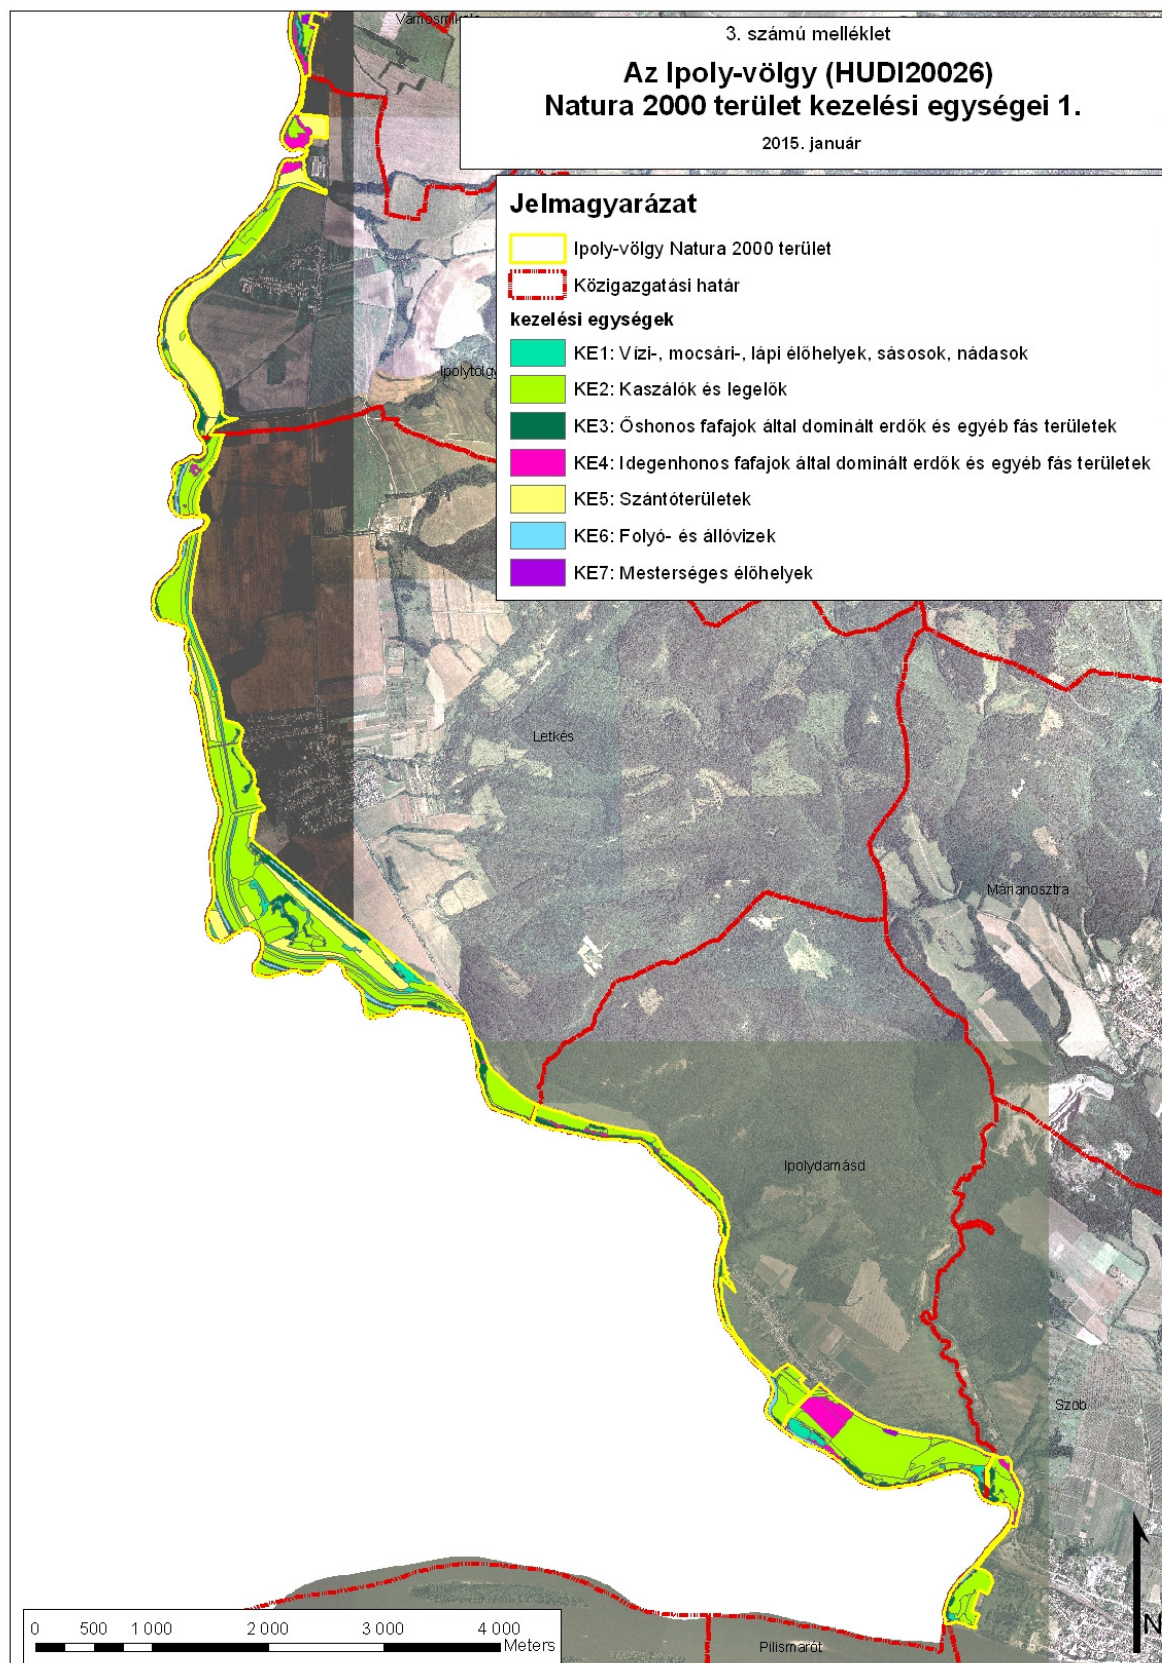 Vámosmikola
3. számú melléklet
Az Ipoly-völgy (HUDI20026)
Natura 2000 terület kezelési egységei 1.
2015. január
Jelmagyarázat
Ipoly-völgy Natura 2000 terület
Közigazgatási határ
kezelési egységek
KE1: Vízi-, mocsári-, lápi élőhelyek, sásosok, nádasok
KE2: Kaszálók és legelők
KE3: Őshonos fafajok által dominált erdők és egyéb fás területek
KE4: Idegenhonos fafajok által dominált erdők és egyéb fás területek
KE5: Szántóterületek
KE6: Folyó- és állóvizek
KE7: Mesterséges élőhelyek
Ipolytölgy
Letkés
Márianosztra
Ipolydamásd
Szob
Pilismarót
0 500 1 000 2 000 3 000 4 000
Meters
N